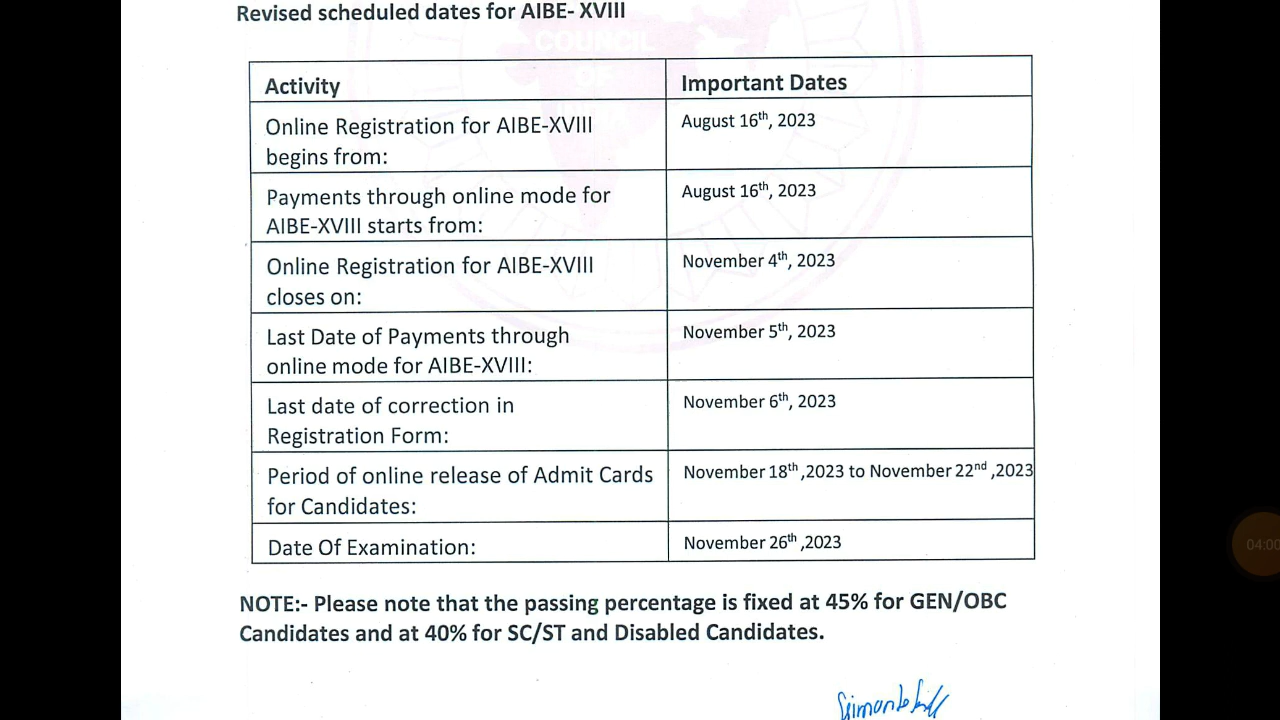 Revised scheduled dates for AIBE- XVIII
COUNCIL
Activity
Important Dates
Online Registration for AIBE-XVIII
begins from:
August 16th, 2023
Payments through online mode for
AIBE-XVIII starts from:
August 16th, 2023
Online Registration for AIBE-XVIII
closes on:
November 4th, 2023
Last Date of Payments through
online mode for AIBE-XVIII:
November 5th, 2023
Last date of correction in
Registration Form:
November 6th, 2023
Period of online release of Admit Cards
for Candidates:
November 18th ,2023 to November 22nd ,2023
Date Of Examination:
November 26th ,2023
04:00
NOTE:- Please note that the passing percentage is fixed at 45% for GEN/OBC
Candidates and at 40% for SC/ST and Disabled Candidates.